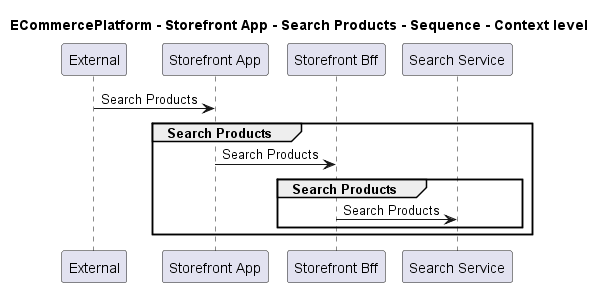 ECommercePlatform - Storefront App - Search Products - Sequence - Context level
External Storefront App Storefront Bff Search Service
Search Products
Search Products
Search Products
Search Products
Search Products
External Storefront App Storefront Bff Search Service